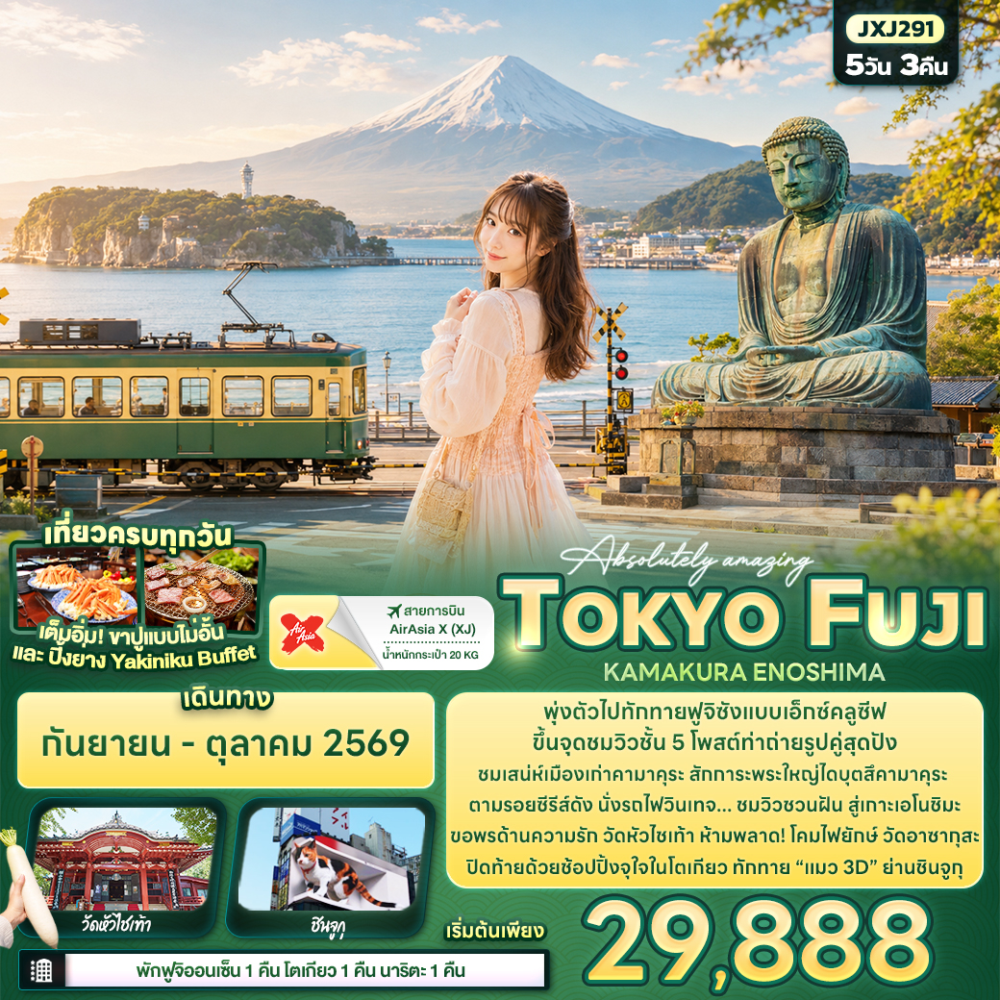 JXJ291
5วัน 3คืน
เที่ยวครบทุกวัน
เต็มอิ่ม! ขาปูแบบไม่อั้น
และ ปิ้งย่าง Yakiniku Buffet
Air Asia X
สายการบิน
AirAsia X (XJ)
น้ำหนักกระเป๋า 20 KG
Absolutely amazing
TOKYO FUJI
KAMAKURA ENOSHIMA
เดินทาง
กันยายน - ตุลาคม 2569
พุ่งตัวไปทักทายฟูจิซังแบบเอ็กซ์คลูซีฟ
ขึ้นจุดชมวิวชั้น 5 โพสต์ท่าถ่ายรูปคู่สุดปัง
ชมเสน่ห์เมืองเก่าคามาคุระ สักการะพระใหญ่ไดบุตสึคามาคุระ
ตามรอยซีรีส์ดัง นั่งรถไฟวินเทจ... ชมวิวชวนฝัน สู่เกาะเอโนชิมะ
ขอพรด้านความรัก วัดหัวไชเท้า ห้ามพลาด! โคมไฟยักษ์ วัดอาซากุสะ
ปิดท้ายด้วยช้อปปิ้งจุใจในโตเกียว ทักทาย “แมว 3D” ย่านชินจูกุ
วัดหัวไชเท้า
ชินจูกุ
เริ่มต้นเพียง
29,888
พักฟูจิออนเซ็น 1 คืน โตเกียว 1 คืน นาริตะ 1 คืน